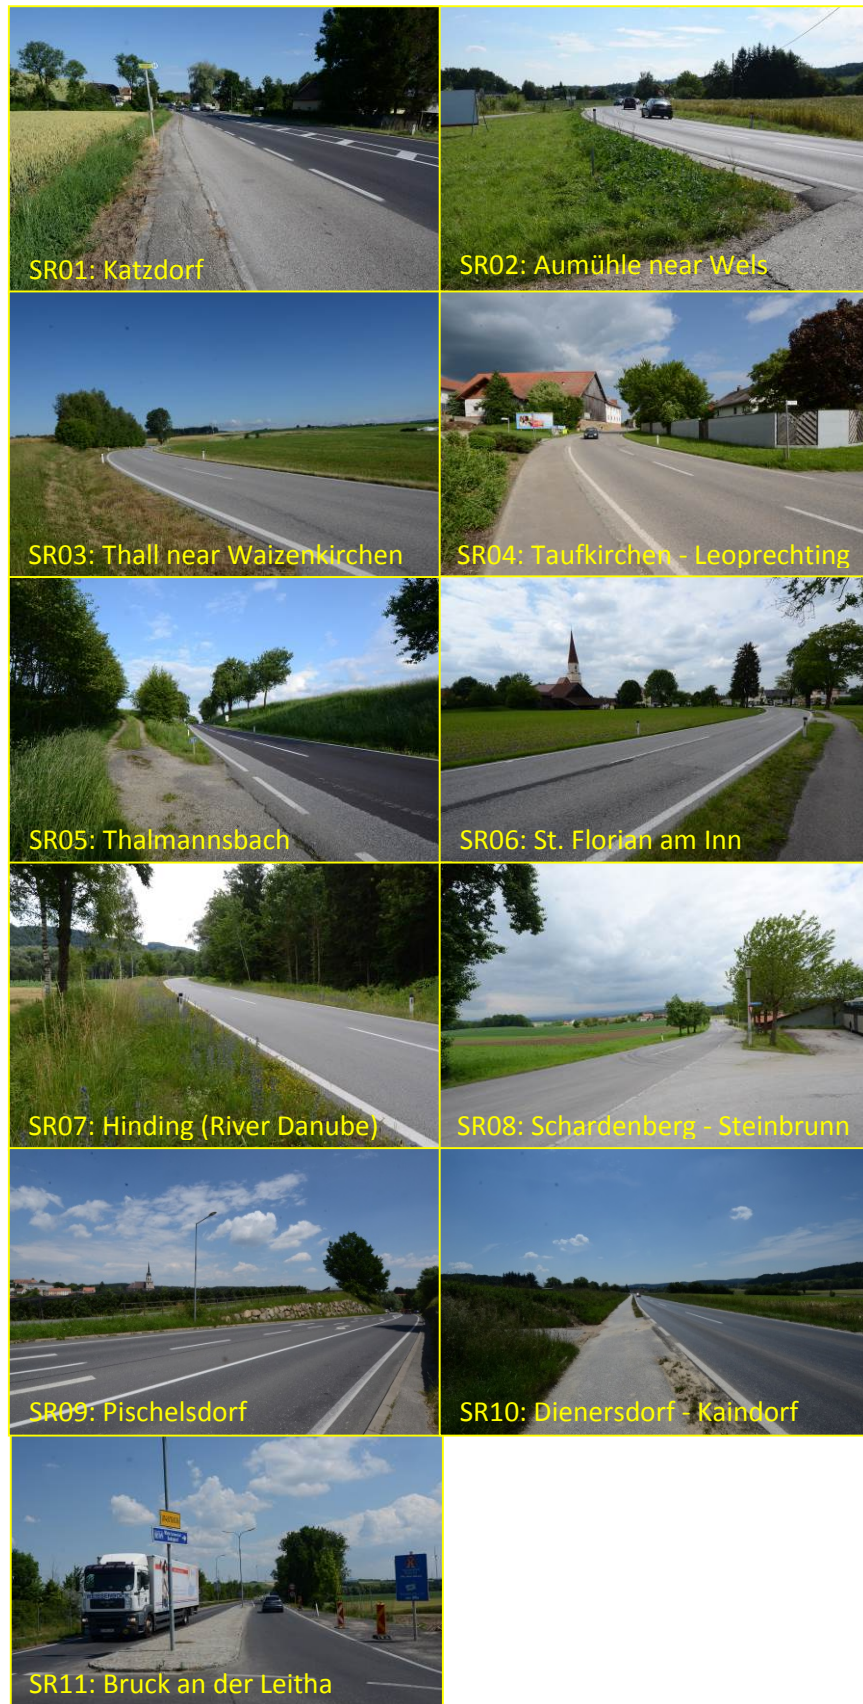 SR01: Katzdorf
SR02: Aumühle near Wels
SR03: Thall near Waizenkirchen
SR04: Taufkirchen - Leoprechting
SR05: Thalmannsbach
SR06: St. Florian am Inn
SR07: Hinding (River Danube)
SR08: Schardenberg - Steinbrunn
SR09: Pischelsdorf
SR10: Dienersdorf - Kaindorf
SR11: Bruck an der Leitha